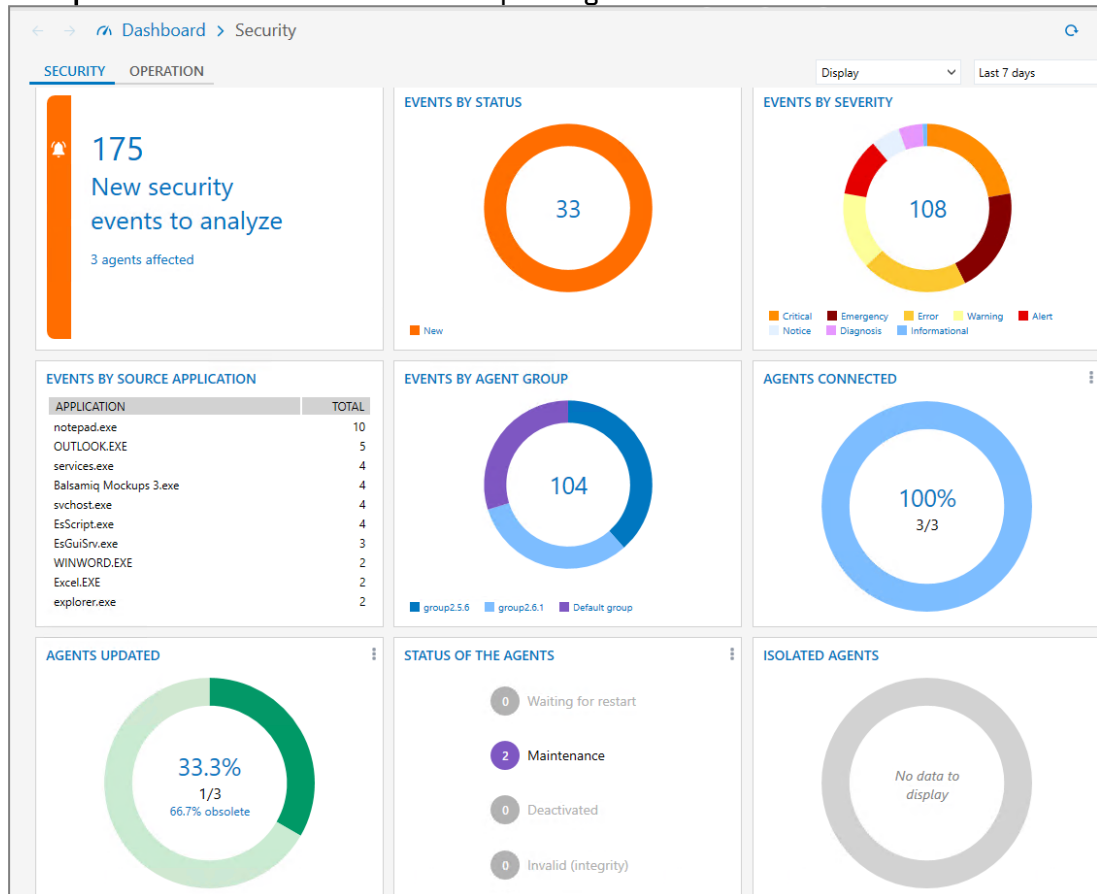 Dashboard > Security
SECURITY OPERATION
Display Last 7 days
175
New security
events to analyze
3 agents affected
EVENTS BY STATUS
33
New
EVENTS BY SEVERITY
108
Critical Emergency Error Warning Alert
Notice Diagnosis Informational
EVENTS BY SOURCE APPLICATION
APPLICATION TOTAL
notepad.exe 10
OUTLOOK.EXE 5
services.exe 4
Balsamiq Mockups 3.exe 4
svchost.exe 4
EsScript.exe 4
EsGuiSrv.exe 3
WINWORD.EXE 2
Excel.EXE 2
explorer.exe 2
EVENTS BY AGENT GROUP
104
group2.5.6 group2.6.1 Default group
AGENTS CONNECTED
100%
3/3
AGENTS UPDATED
33.3%
1/3
66.7% obsolete
STATUS OF THE AGENTS
0 Waiting for restart
2 Maintenance
0 Deactivated
0 Invalid (integrity)
ISOLATED AGENTS
No data to
display